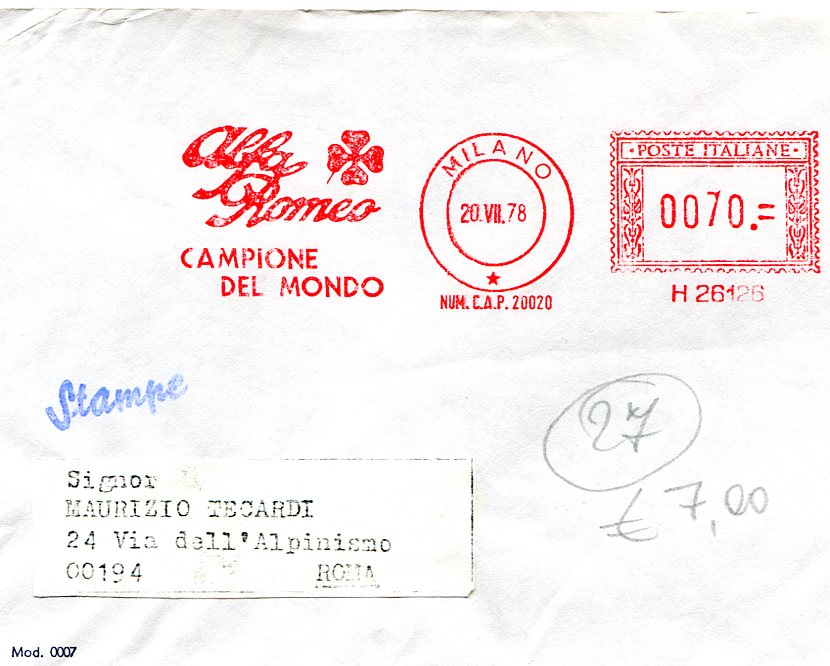 Alfa
Romeo
CAMPIONE
DEL MONDO
MILANO
20.VII.78
NUM. C.A.P. 20020
·POSTE ITALIANE·
0070.=
H 26126
Stampe
27
€ 7,00
Signor
MAURIZIO TECARDI
24 Via dell'Alpinismo
00194 ROMA
Mod. 0007